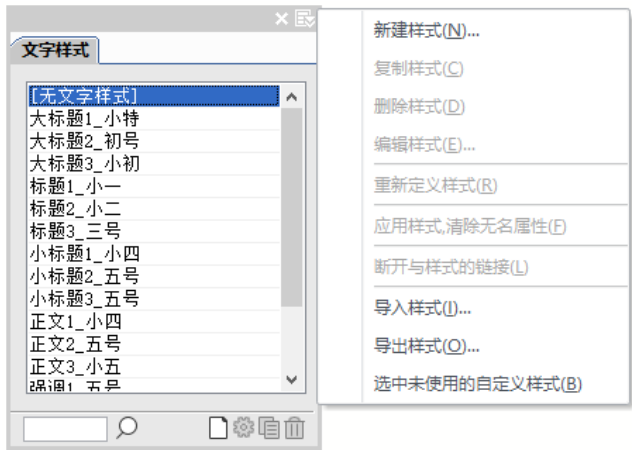 文字样式
[无文字样式]
大标题1_小特
大标题2_初号
大标题3_小初
标题1_小一
标题2_小二
标题3_三号
小标题1_小四
小标题2_五号
小标题3_五号
正文1_小四
正文2_五号
正文3_小五
强调1_五号
新建样式(N)...
复制样式(C)
删除样式(D)
编辑样式(E)...
重新定义样式(R)
应用样式,清除无名属性(F)
断开与样式的链接(L)
导入样式(I)...
导出样式(O)...
选中未使用的自定义样式(B)